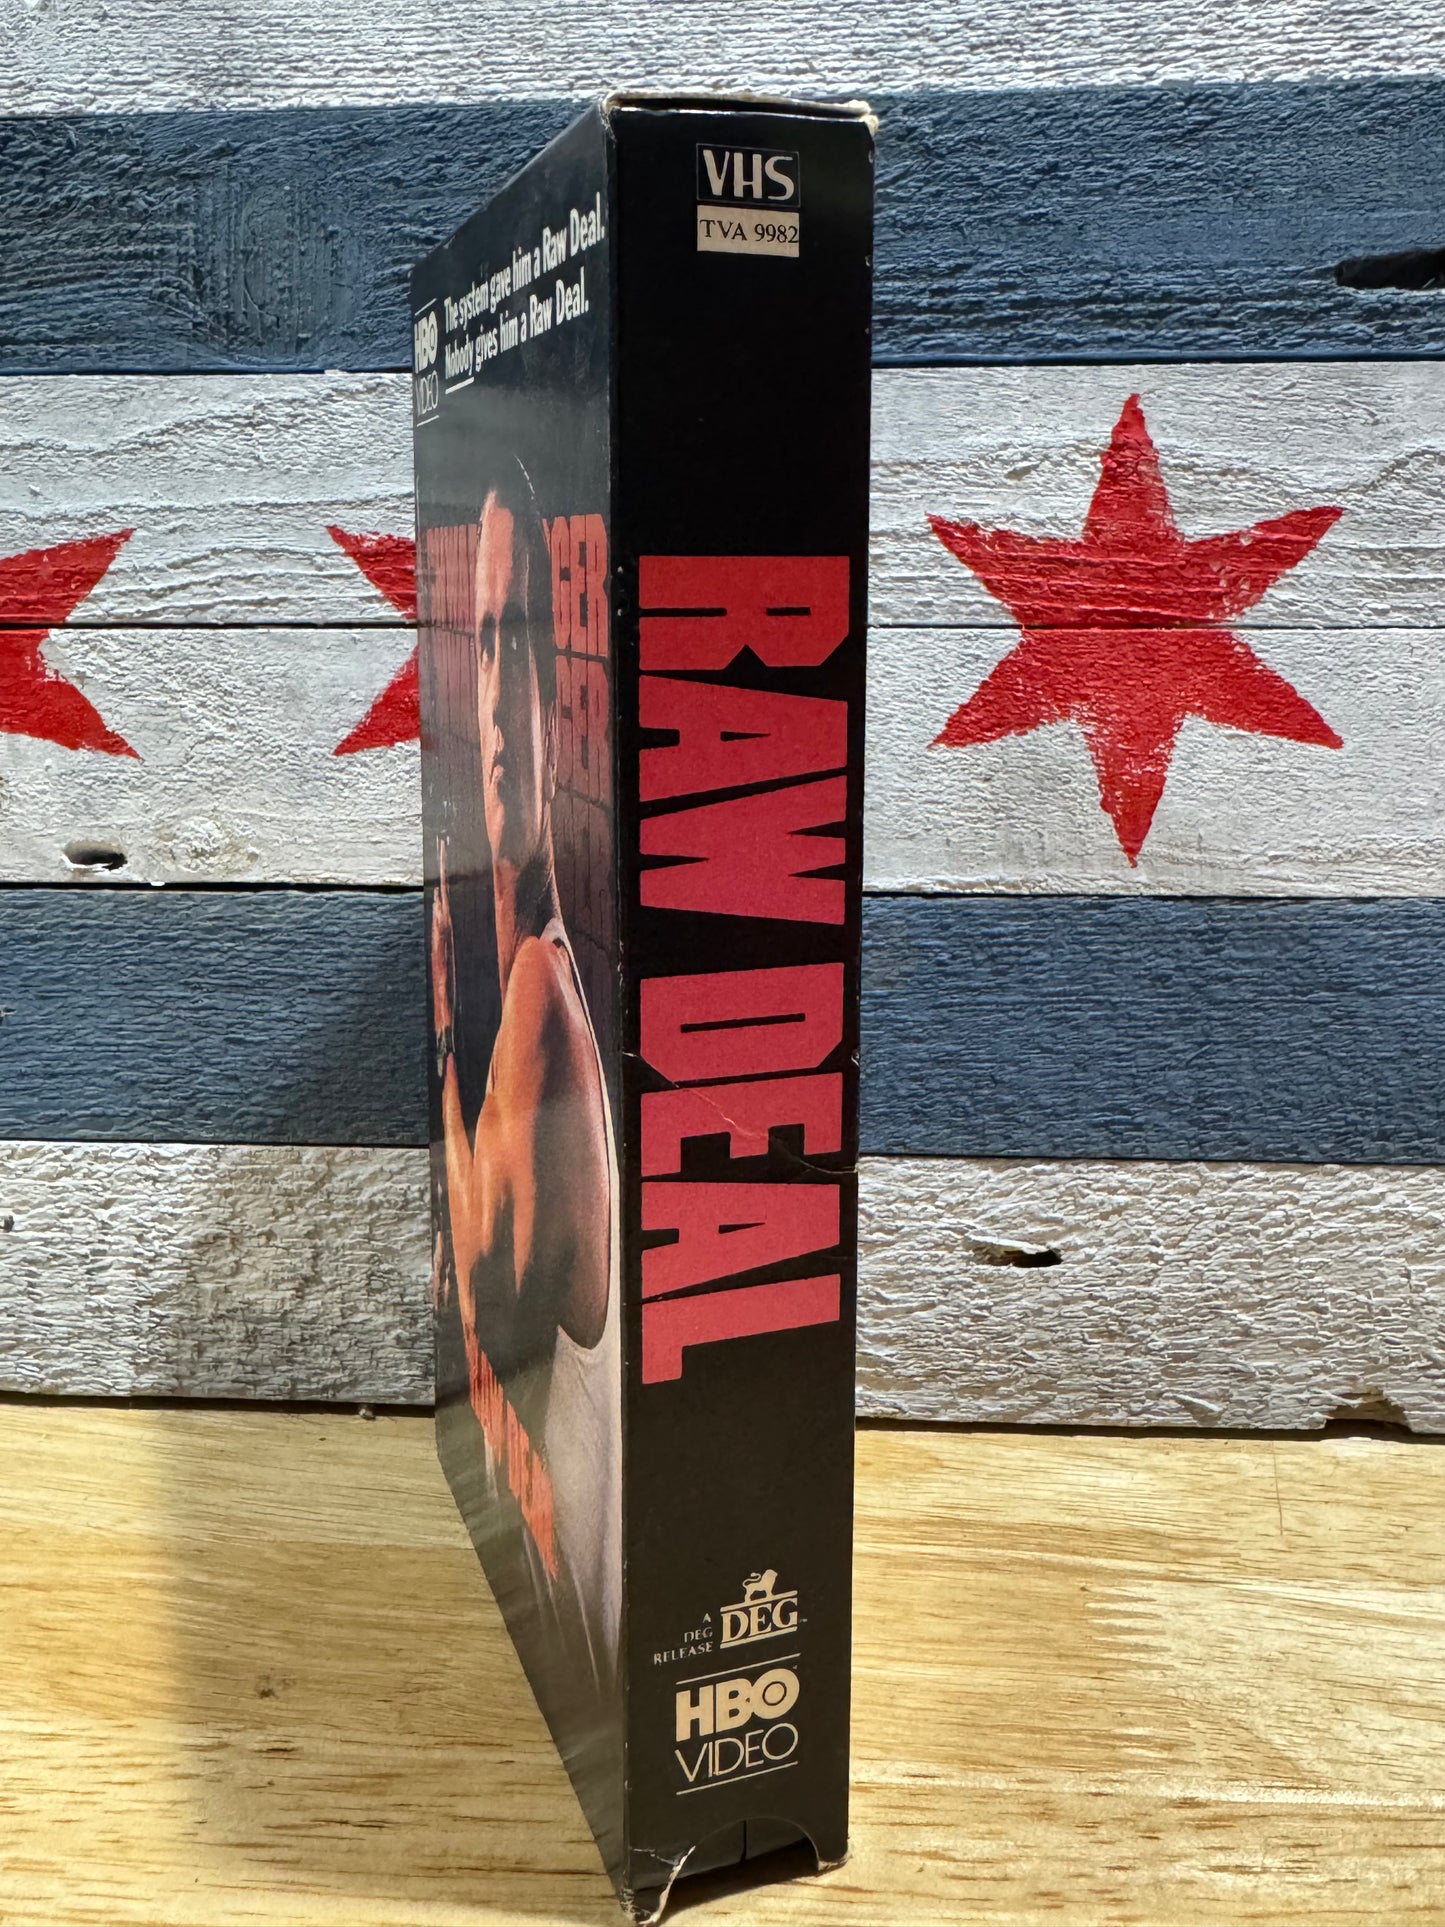 HBO
VIDEO
The system gave him a Raw Deal.
Nobody gives him a Raw Deal.
VHS
TVA 9982
RAW DEAL
A
DEG
RELEASE
DEG
HBO
VIDEO